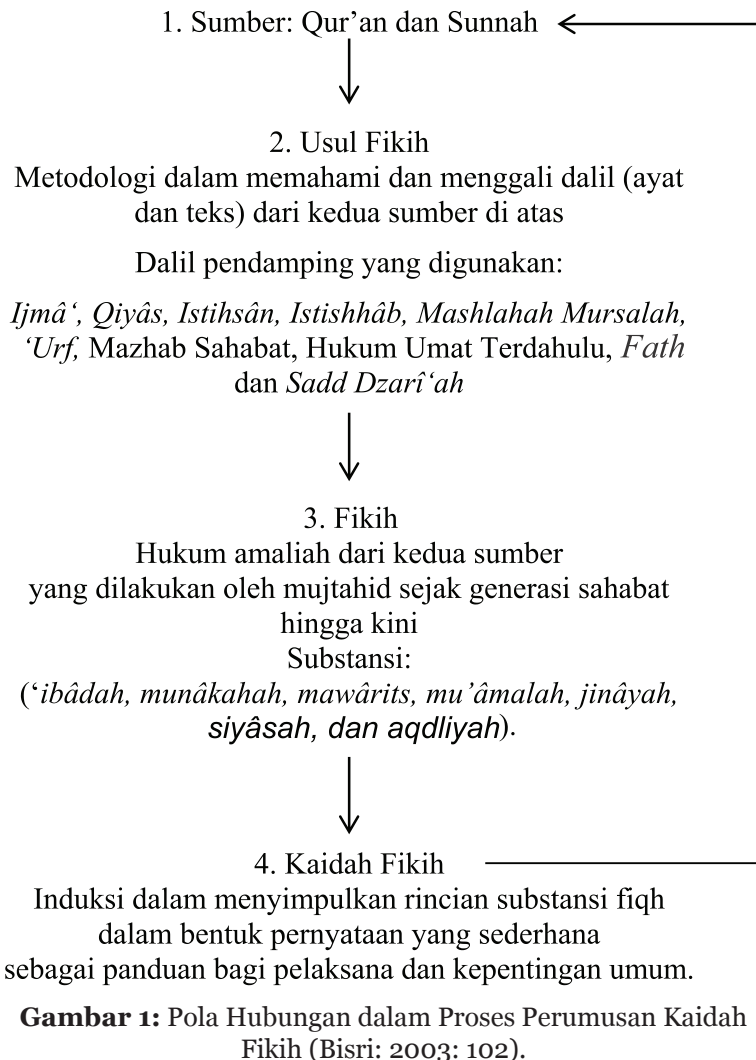 1. Sumber: Qur’an dan Sunnah
2. Usul Fikih
Metodologi dalam memahami dan menggali dalil (ayat
dan teks) dari kedua sumber di atas
Dalil pendamping yang digunakan:
Ijmâ‘, Qiyâs, Istihsân, Istishhâb, Mashlahah Mursalah,
‘Urf, Mazhab Sahabat, Hukum Umat Terdahulu, Fath
dan Sadd Dzarî‘ah
3. Fikih
Hukum amaliah dari kedua sumber
yang dilakukan oleh mujtahid sejak generasi sahabat
hingga kini
Substansi:
(‘ibâdah, munâkahah, mawârits, mu’âmalah, jinâyah,
siyâsah, dan aqdliyah).
4. Kaidah Fikih
Induksi dalam menyimpulkan rincian substansi fiqh
dalam bentuk pernyataan yang sederhana
sebagai panduan bagi pelaksana dan kepentingan umum.
Gambar 1: Pola Hubungan dalam Proses Perumusan Kaidah
Fikih (Bisri: 2003: 102).